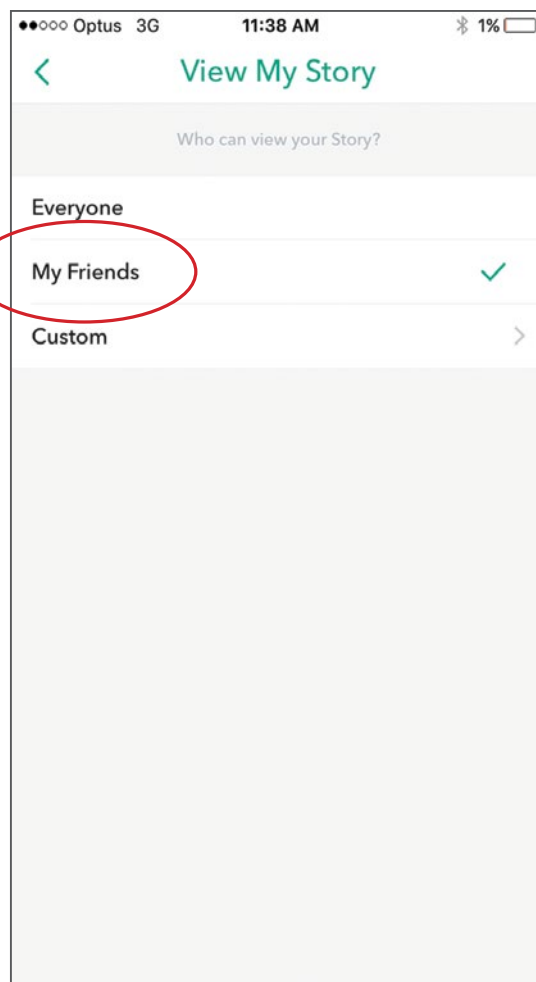 Optus 3G 11:38 AM 1%
View My Story
Who can view your Story?
Everyone
My Friends
Custom